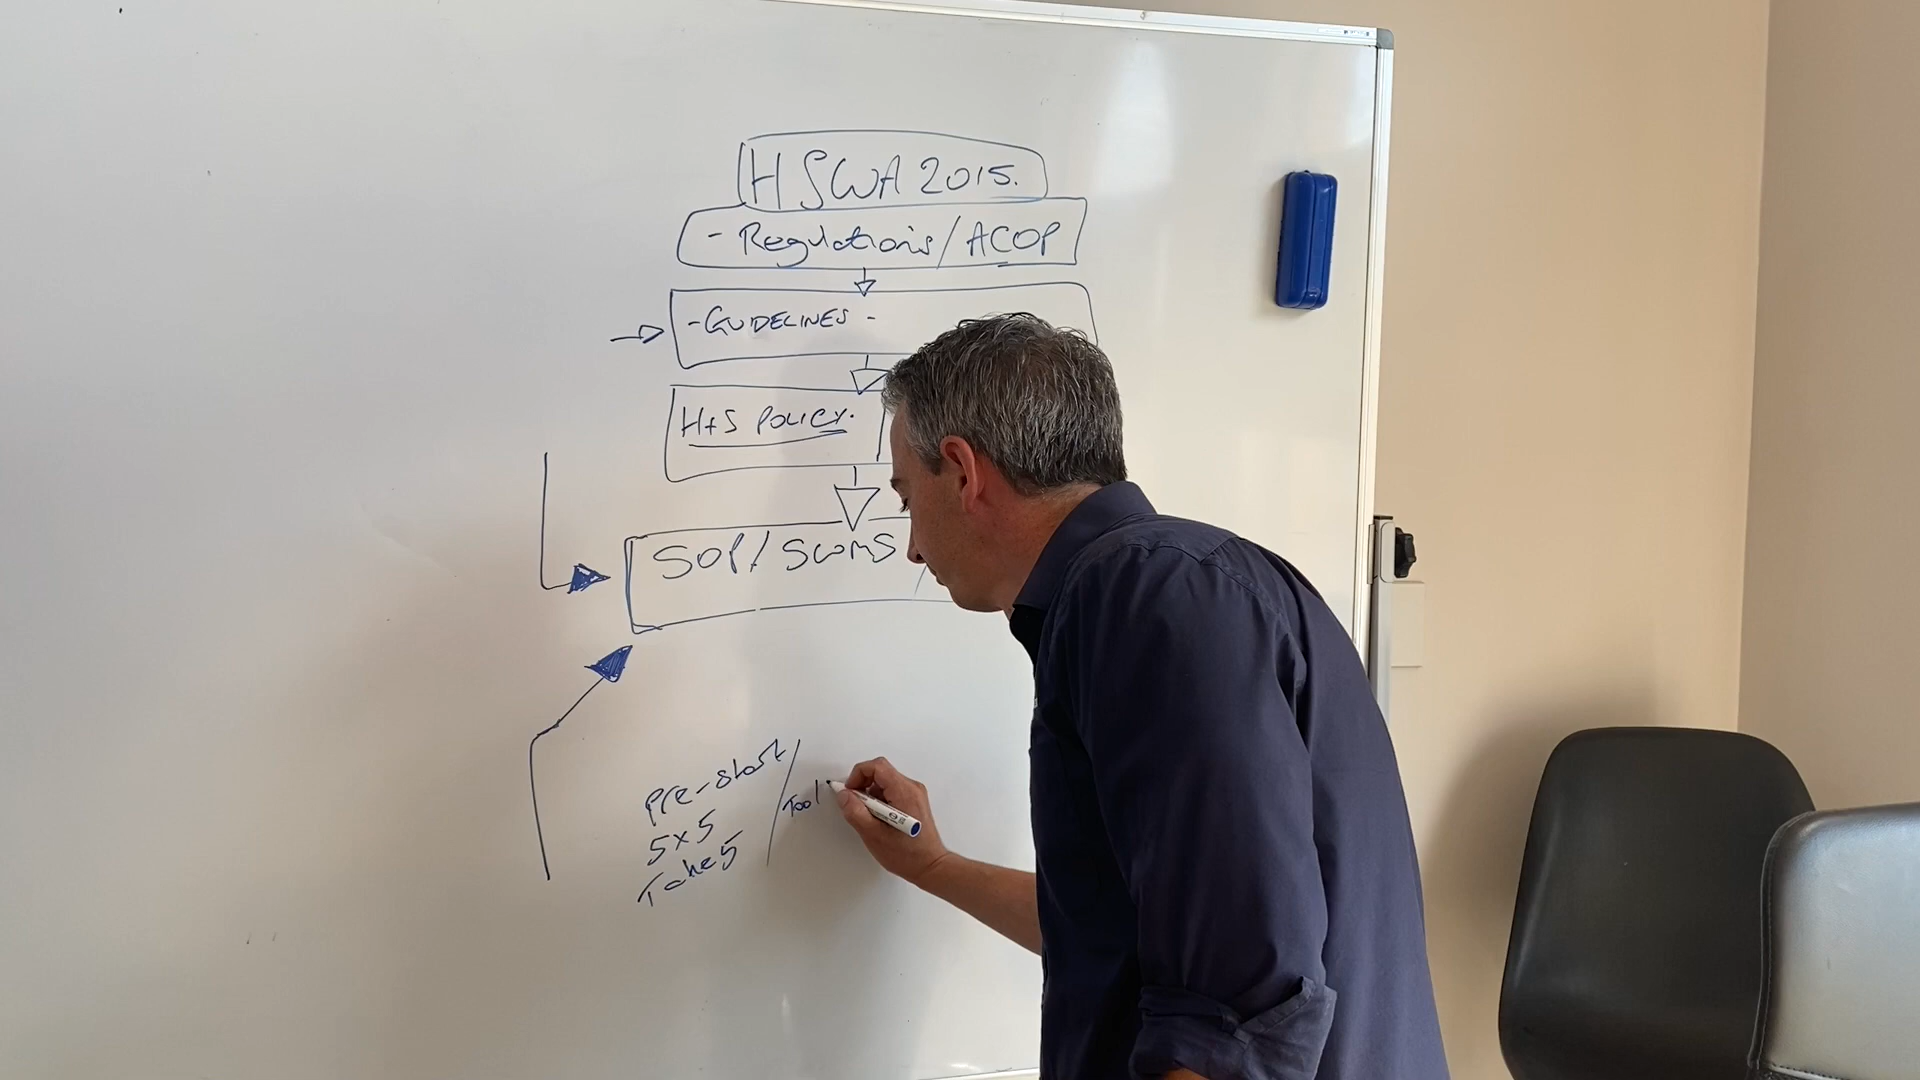 HSWA 2015.
- Regulations/ACOP
- GUIDELINES -
H+S POLICY.
SOP/SWMS
pre-start/
Tool
5x5
Take 5